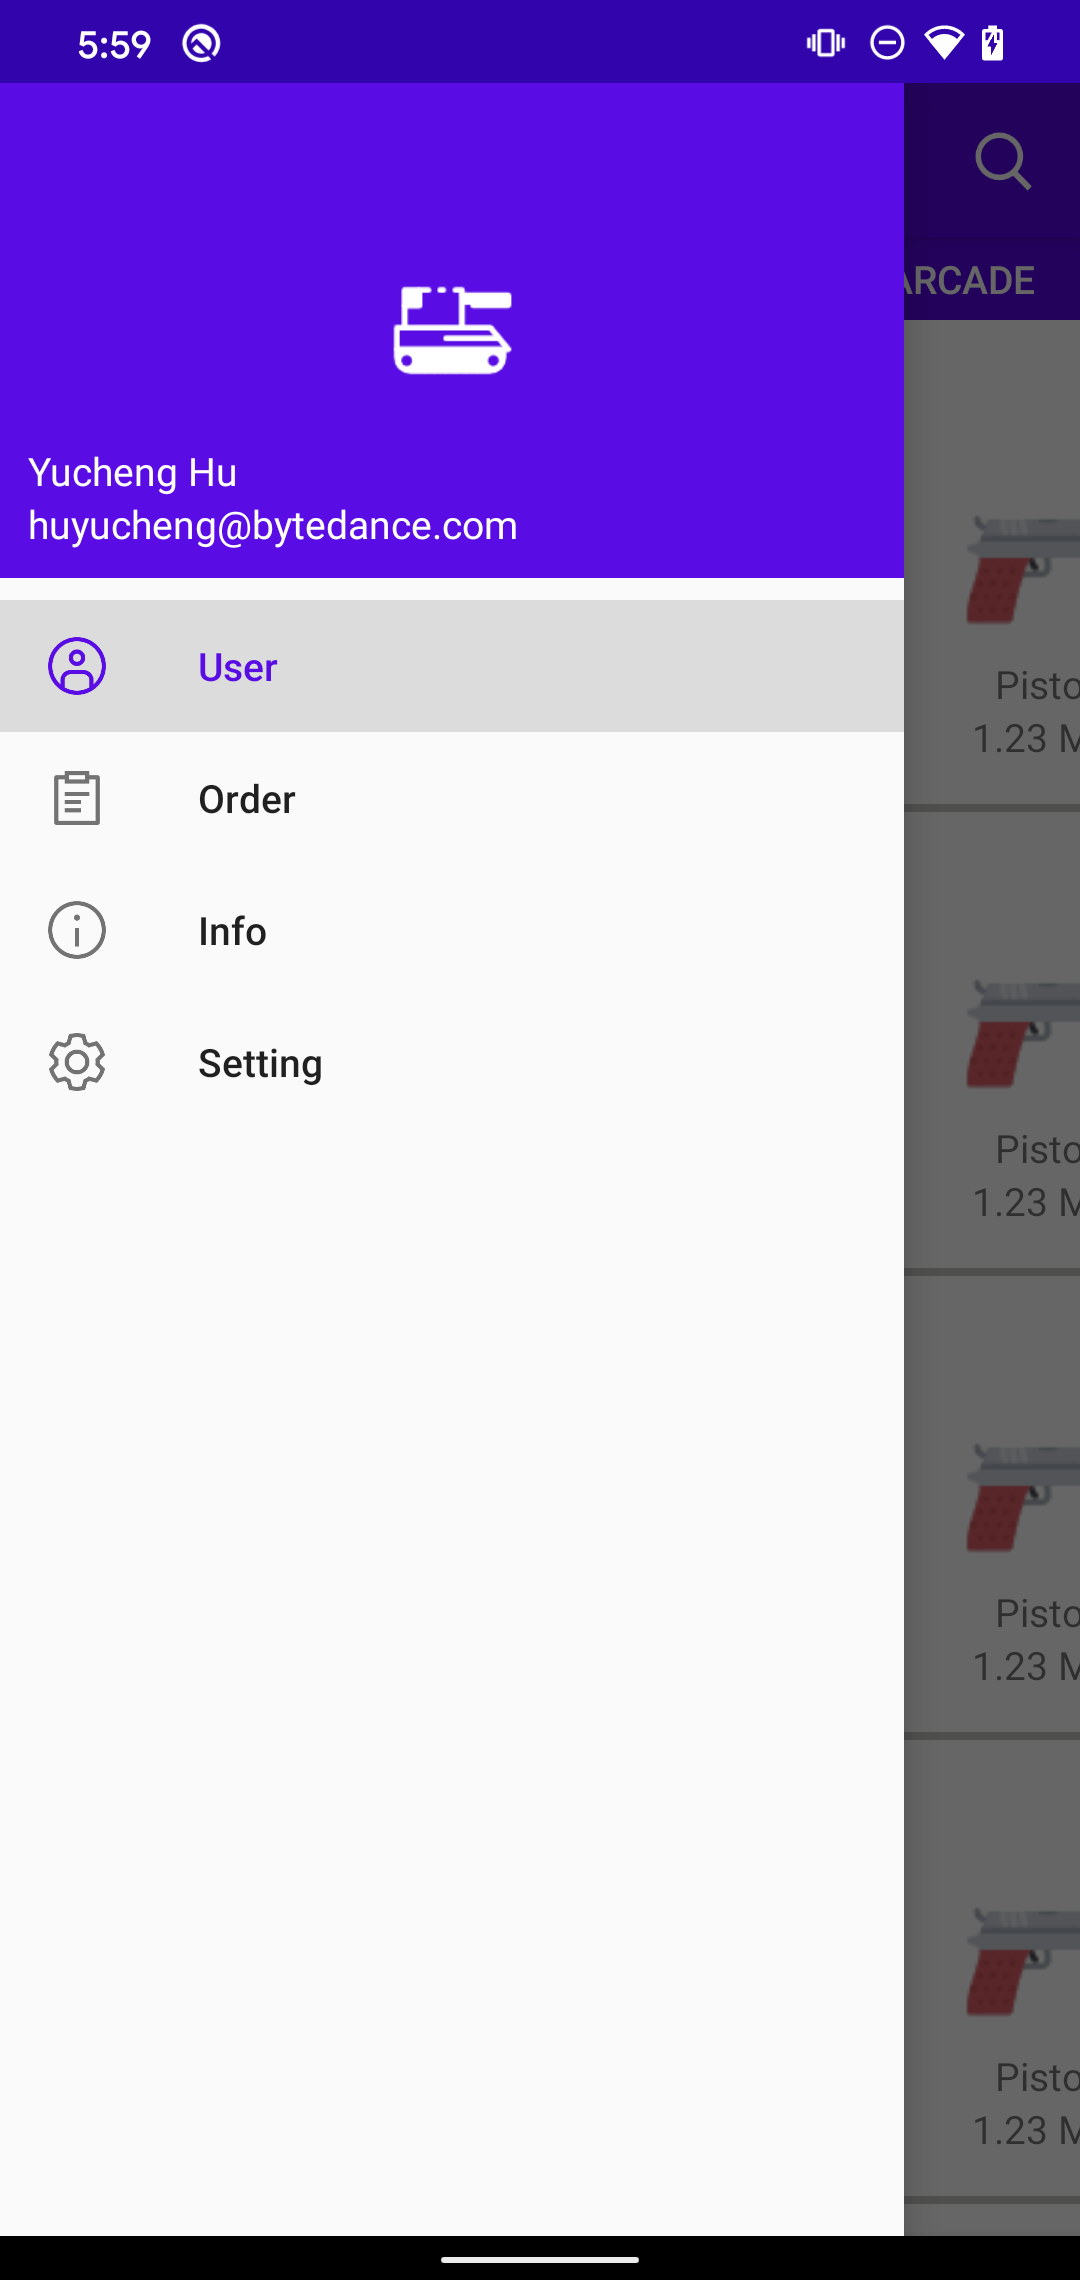 5:59
ARCADE
Yucheng Hu
huyucheng@bytedance.com
User
Order
Info
Setting
Pisto
1.23 M
Pisto
1.23 M
Pisto
1.23 M
Pisto
1.23 M